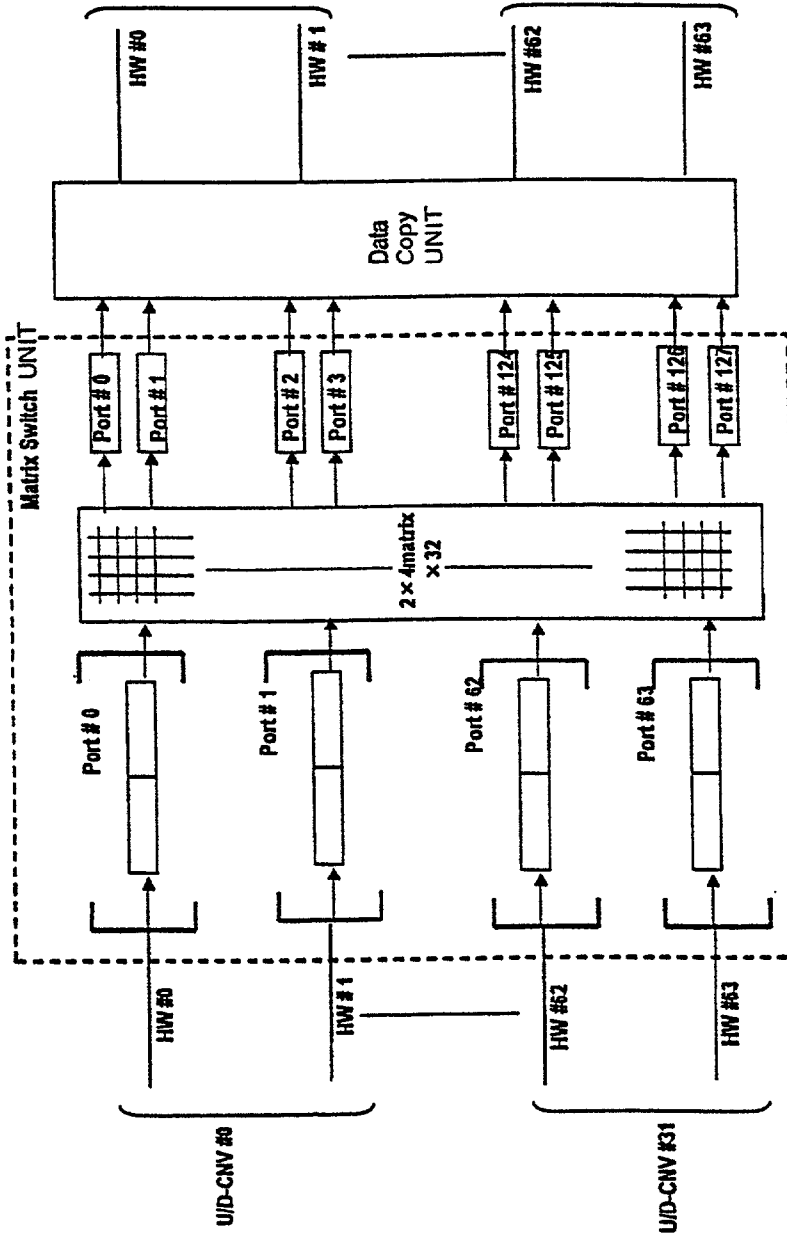 U/D-CNV #0
U/D-CNV #31
HW #0
HW # 1
HW #62
HW #63
Matrix Switch UNIT
Port # 0
Port # 1
Port # 62
Port # 63
2 × 4matrix
× 32
Port # 0
Port # 1
Port # 2
Port # 3
Port # 124
Port # 125
Port # 126
Port # 127
Data
Copy
UNIT
HW #0
HW # 1
HW #62
HW #63